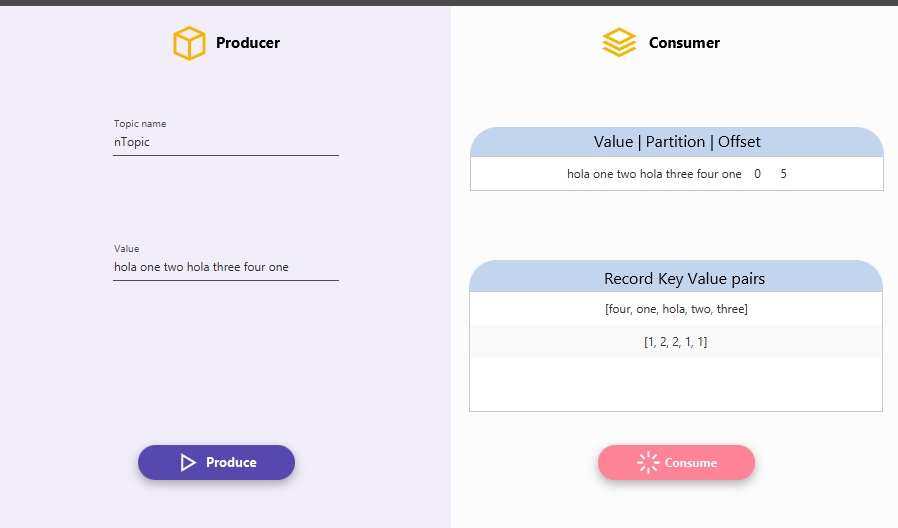 Producer
Topic name
nTopic
Value
hola one two hola three four one
Produce
Consumer
Value | Partition | Offset
hola one two hola three four one 0 5
Record Key Value pairs
[four, one, hola, two, three]
[1, 2, 2, 1, 1]
Consume